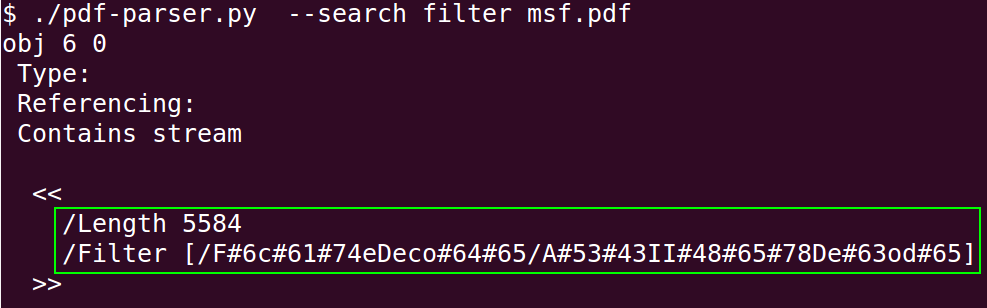 $ ./pdf-parser.py  --search filter msf.pdf
obj 6 0
Type:
Referencing:
Contains stream
<<
/Length 5584
/Filter [/F#6c#61#74eDeco#64#65/A#53#43II#48#65#78De#63od#65]
>>